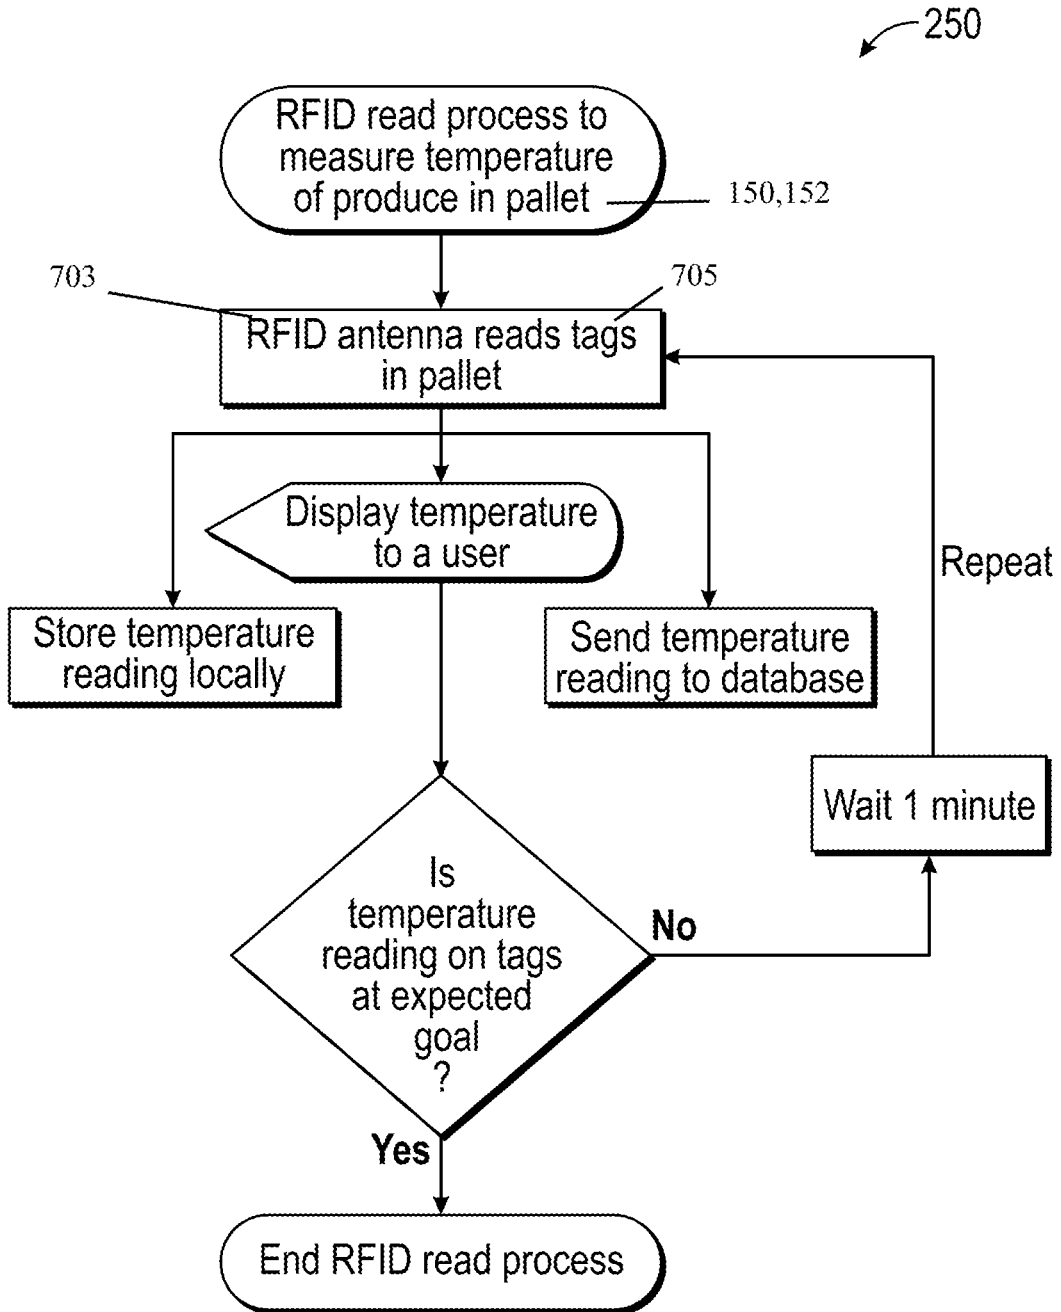 250
RFID read process to
measure temperature
of produce in pallet
150,152
703
705
RFID antenna reads tags
in pallet
Display temperature
to a user
Repeat
Store temperature
reading locally
Send temperature
reading to database
Wait 1 minute
Is
temperature
reading on tags
at expected
goal
?
No
Yes
End RFID read process